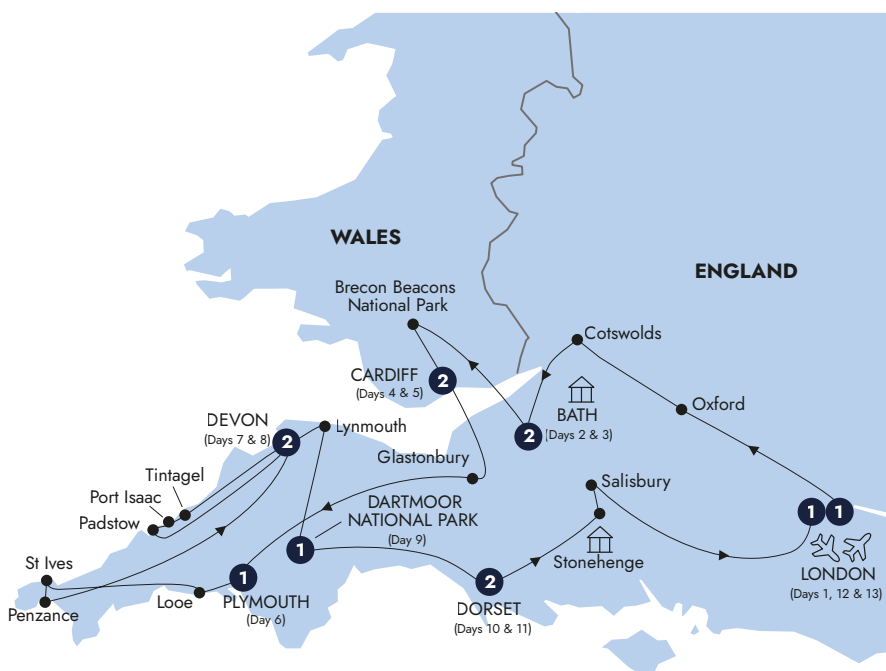 WALES
ENGLAND
Brecon Beacons
National Park
Cotswolds
CARDIFF
2
(Days 4 & 5)
BATH
2
(Days 2 & 3)
Oxford
DEVON
2
(Days 7 & 8)
Lynmouth
Glastonbury
Tintagel
Port Isaac
Padstow
Salisbury
DARTMOOR
NATIONAL PARK
(Day 9)
1
Stonehenge
1
1
LONDON
(Days 1, 12 & 13)
St Ives
Penzance
Looe
1
PLYMOUTH
(Day 6)
2
DORSET
(Days 10 & 11)